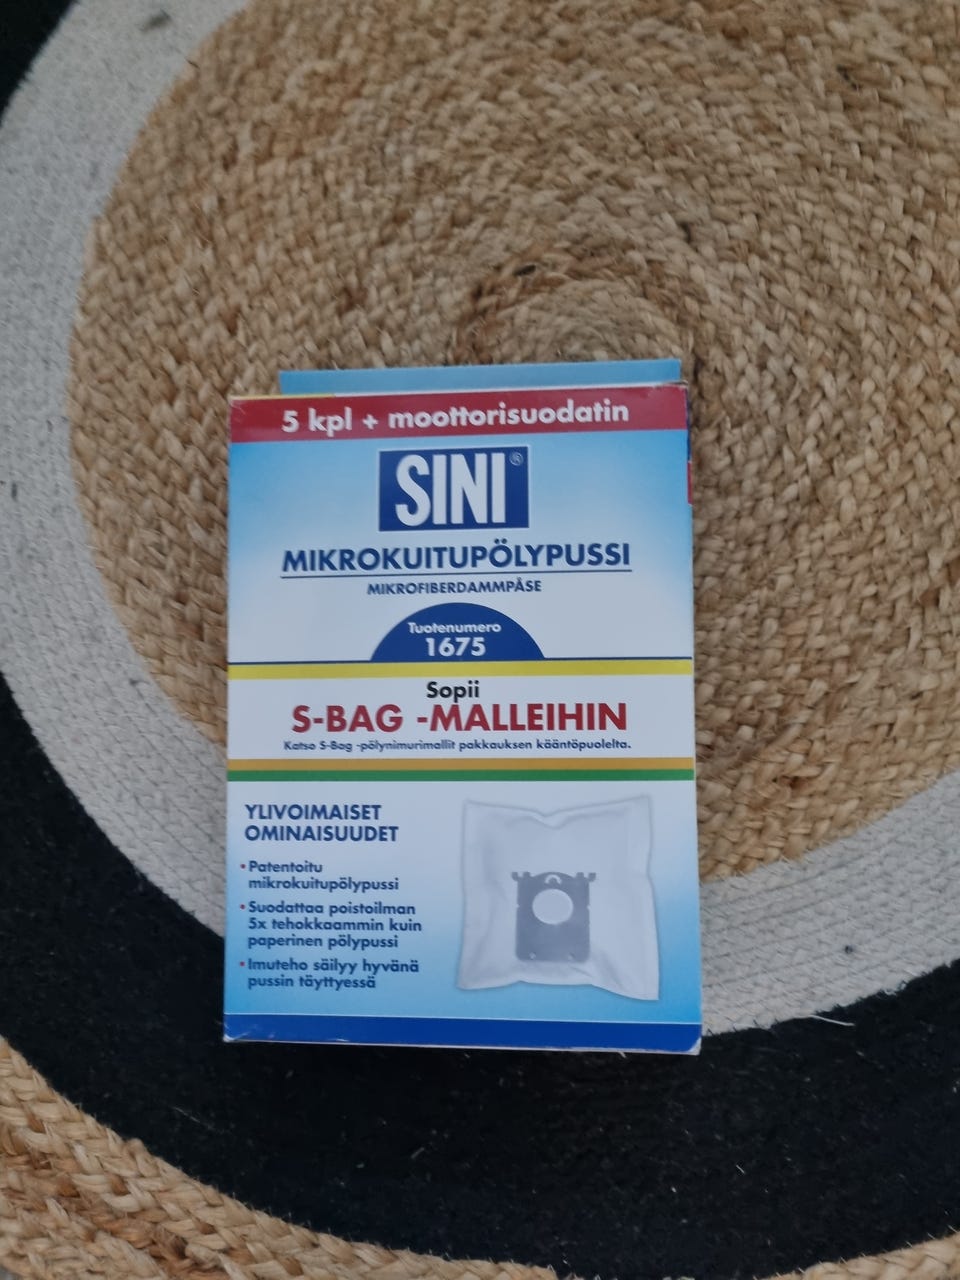 5 kpl + moottorisuodatin
SINI®
MIKROKUITUPÖLYPUSSI
MIKROFIBERDAMMPÅSE
Tuotenumero
1675
Sopii
S-BAG -MALLEIHIN
Katso S-Bag -pölynimurimallit pakkauksen kääntöpuolelta.
YLIVOIMAISET
OMINAISUUDET
• Patentoitu
mikrokuitupölypussi
• Suodattaa poistoilman
5x tehokkaammin kuin
paperinen pölypussi
• Imuteho säilyy hyvänä
pussin täyttyessä